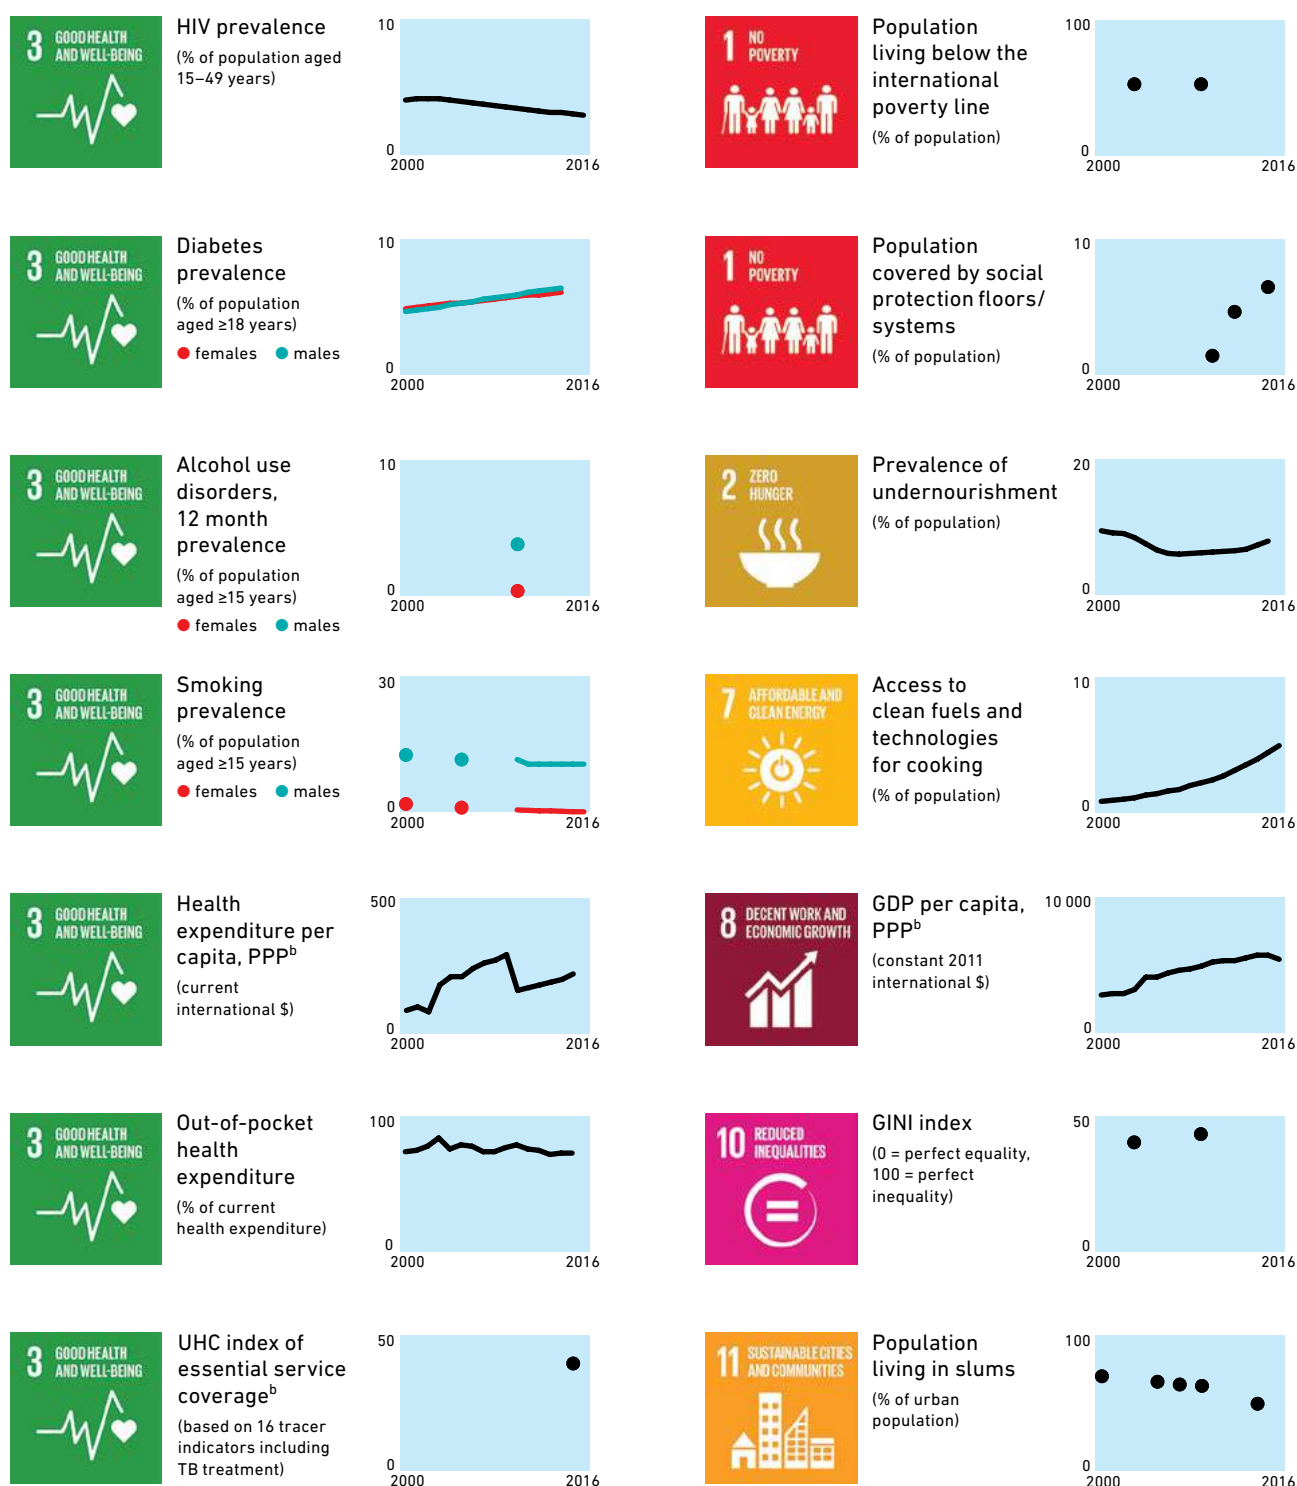 3 GOOD HEALTH
AND WELL-BEING
HIV prevalence
(% of population aged
15–49 years)
10
0
2000 2016
1 NO
POVERTY
Population
living below the
international
poverty line
(% of population)
100
0
2000 2016
3 GOOD HEALTH
AND WELL-BEING
Diabetes
prevalence
(% of population
aged ≥18 years)
females males
10
0
2000 2016
1 NO
POVERTY
Population
covered by social
protection floors/
systems
(% of population)
10
0
2000 2016
3 GOOD HEALTH
AND WELL-BEING
Alcohol use
disorders,
12 month
prevalence
(% of population
aged ≥15 years)
females males
10
0
2000 2016
2 ZERO
HUNGER
Prevalence of
undernourishment
(% of population)
20
0
2000 2016
3 GOOD HEALTH
AND WELL-BEING
Smoking
prevalence
(% of population
aged ≥15 years)
females males
30
0
2000 2016
7 AFFORDABLE AND
CLEAN ENERGY
Access to
clean fuels and
technologies
for cooking
(% of population)
10
0
2000 2016
3 GOOD HEALTH
AND WELL-BEING
Health
expenditure per
capita, PPPᵇ
(current
international $)
500
0
2000 2016
8 DECENT WORK AND
ECONOMIC GROWTH
GDP per capita,
PPPᵇ
(constant 2011
international $)
10 000
0
2000 2016
3 GOOD HEALTH
AND WELL-BEING
Out-of-pocket
health
expenditure
(% of current
health expenditure)
100
0
2000 2016
10 REDUCED
INEQUALITIES
GINI index
(0 = perfect equality,
100 = perfect
inequality)
50
0
2000 2016
3 GOOD HEALTH
AND WELL-BEING
UHC index of
essential service
coverageᵇ
(based on 16 tracer
indicators including
TB treatment)
50
0
2000 2016
11 SUSTAINABLE CITIES
AND COMMUNITIES
Population
living in slums
(% of urban
population)
100
0
2000 2016